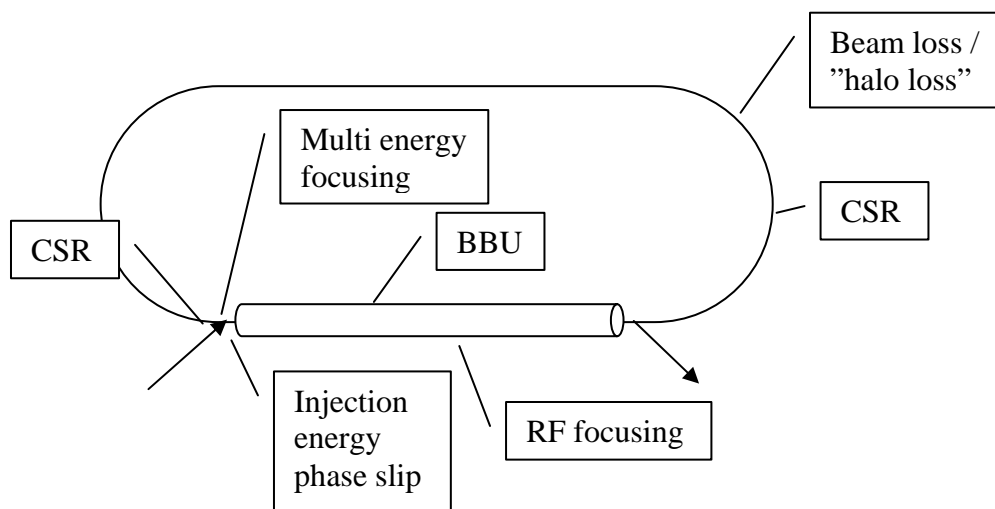 Beam loss /
”halo loss”
Multi energy
focusing
CSR
CSR
BBU
Injection
energy
phase slip
RF focusing